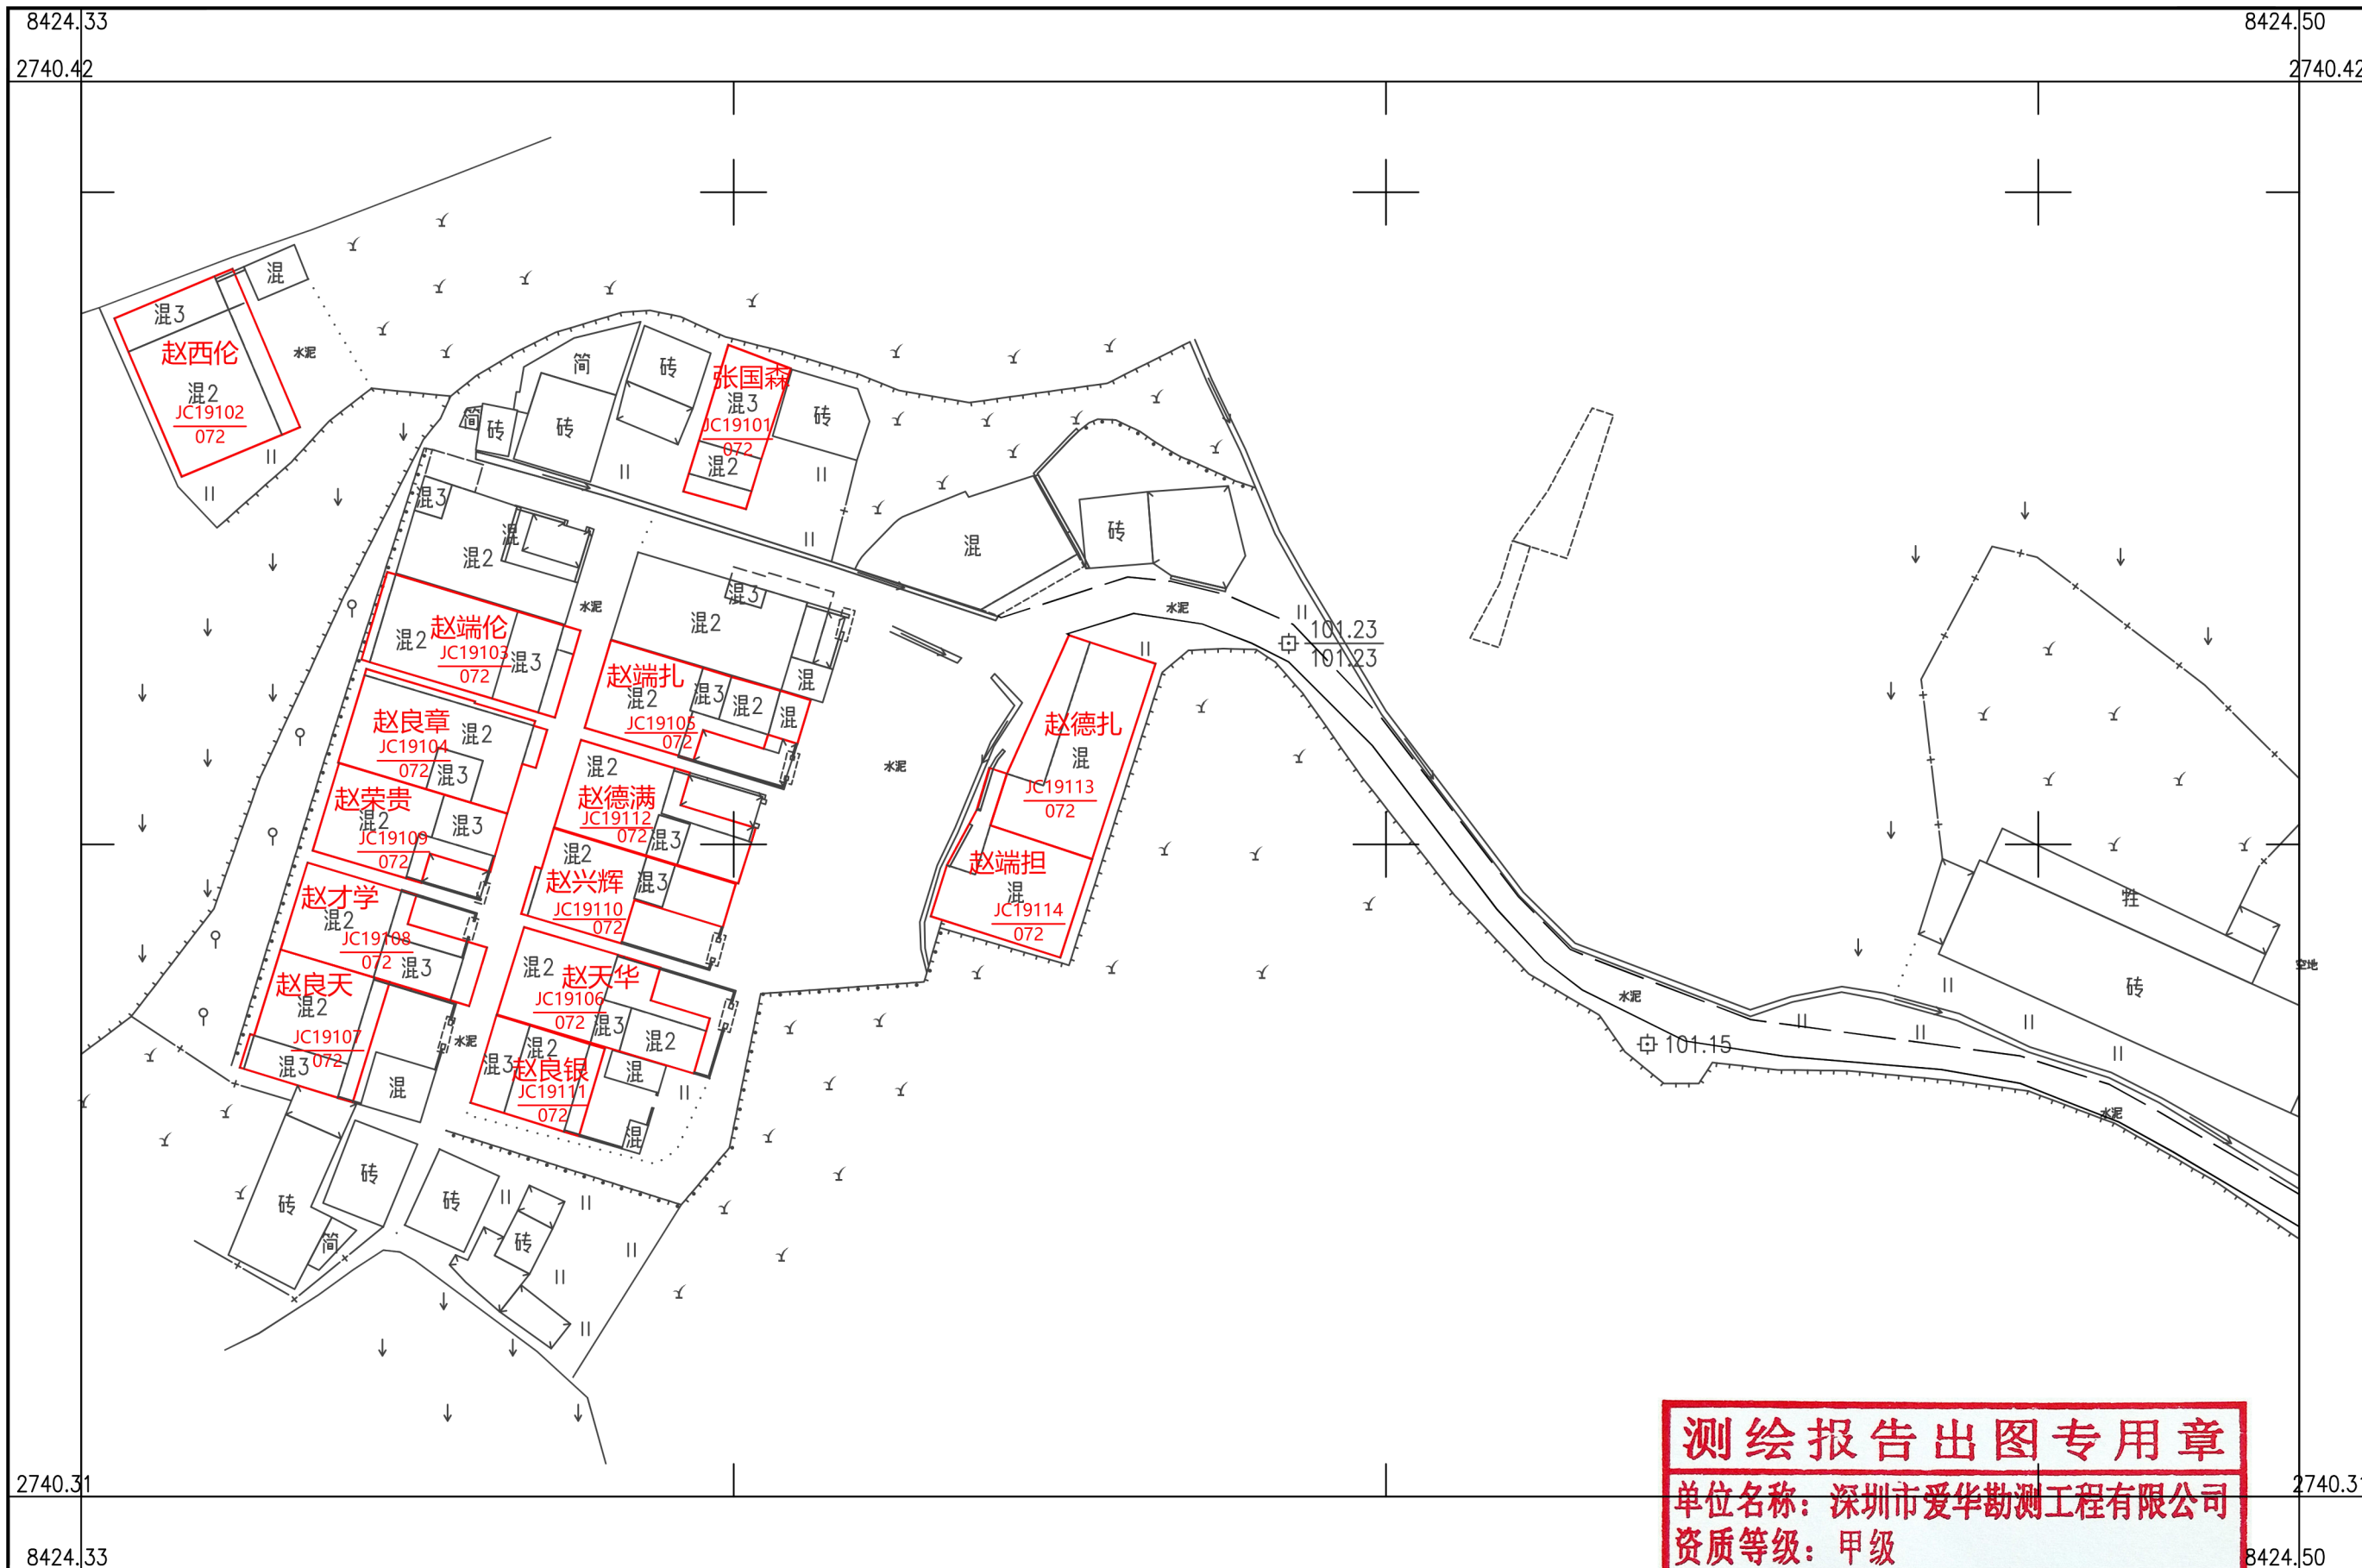 8424.33
8424.50
2740.42
2740.42
混
混3
赵西伦
水泥
混2
JC19102
072
简
砖
张国森
混3
砖
JC19101
072
混2
简
砖
砖
混3
混
混2
混
砖
水泥
混3
混2
水泥
101.23
101.23
赵端伦
混2
JC19103
混3
072
赵端扎
混2
混3
混2
混
混
JC19105
072
赵良章
混2
JC19104
072
混3
赵德扎
混
JC19113
072
水泥
混2
赵德满
JC19112
072
混3
赵荣贵
混2
混3
JC19109
072
混2
赵兴辉
混3
JC19110
072
赵端担
混
JC19114
072
赵才学
混2
JC19108
072
混3
牲
砖
空地
混2
赵天华
JC19106
072
混3
混2
赵良天
混2
JC19107
072
混3
水泥
混
混2
混3
赵良银
混
JC19111
072
混
水泥
101.15
水泥
砖
砖
砖
简
砖
测绘报告出图专用章
2740.31
2740.31
单位名称：深圳市爱华勘测工程有限公司
资质等级：甲级
8424.33
8424.50